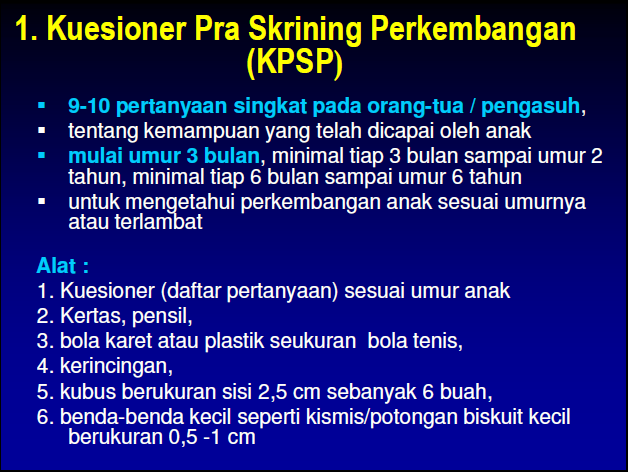 1. Kuesioner Pra Skrining Perkembangan
(KPSP)
▪ 9-10 pertanyaan singkat pada orang-tua / pengasuh,
▪ tentang kemampuan yang telah dicapai oleh anak
▪ mulai umur 3 bulan, minimal tiap 3 bulan sampai umur 2
tahun, minimal tiap 6 bulan sampai umur 6 tahun
▪ untuk mengetahui perkembangan anak sesuai umurnya
atau terlambat
Alat :
1. Kuesioner (daftar pertanyaan) sesuai umur anak
2. Kertas, pensil,
3. bola karet atau plastik seukuran bola tenis,
4. kerincingan,
5. kubus berukuran sisi 2,5 cm sebanyak 6 buah,
6. benda-benda kecil seperti kismis/potongan biskuit kecil
berukuran 0,5 -1 cm